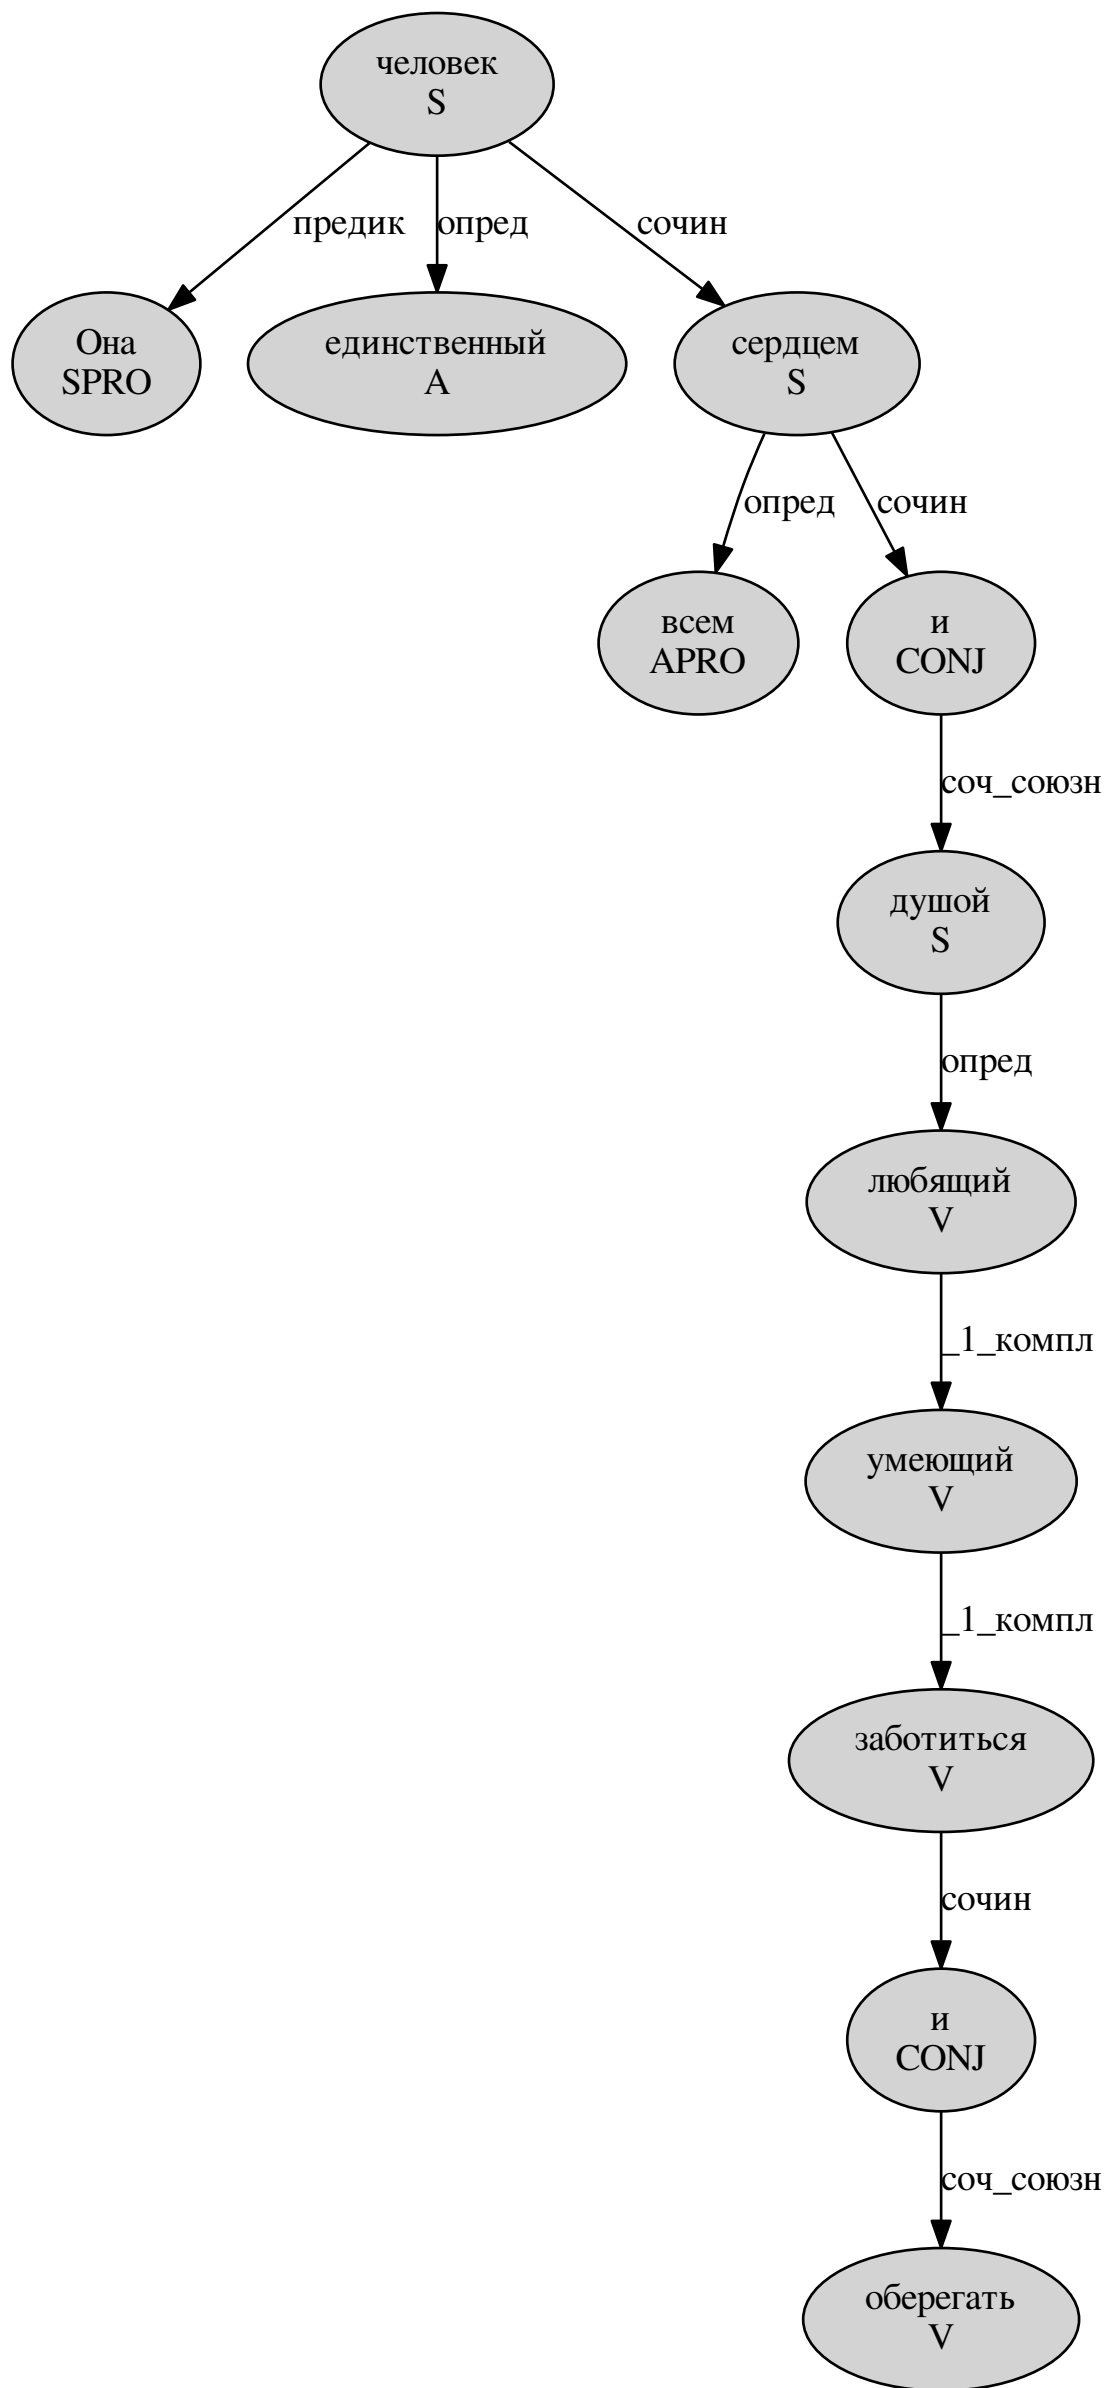 человек
S
предик
опред
сочин
Она
SPRO
единственный
A
сердцем
S
опред
сочин
всем
APRO
и
CONJ
соч_союзн
душой
S
опред
любящий
V
_1_компл
умеющий
V
_1_компл
заботиться
V
сочин
и
CONJ
соч_союзн
оберегать
V